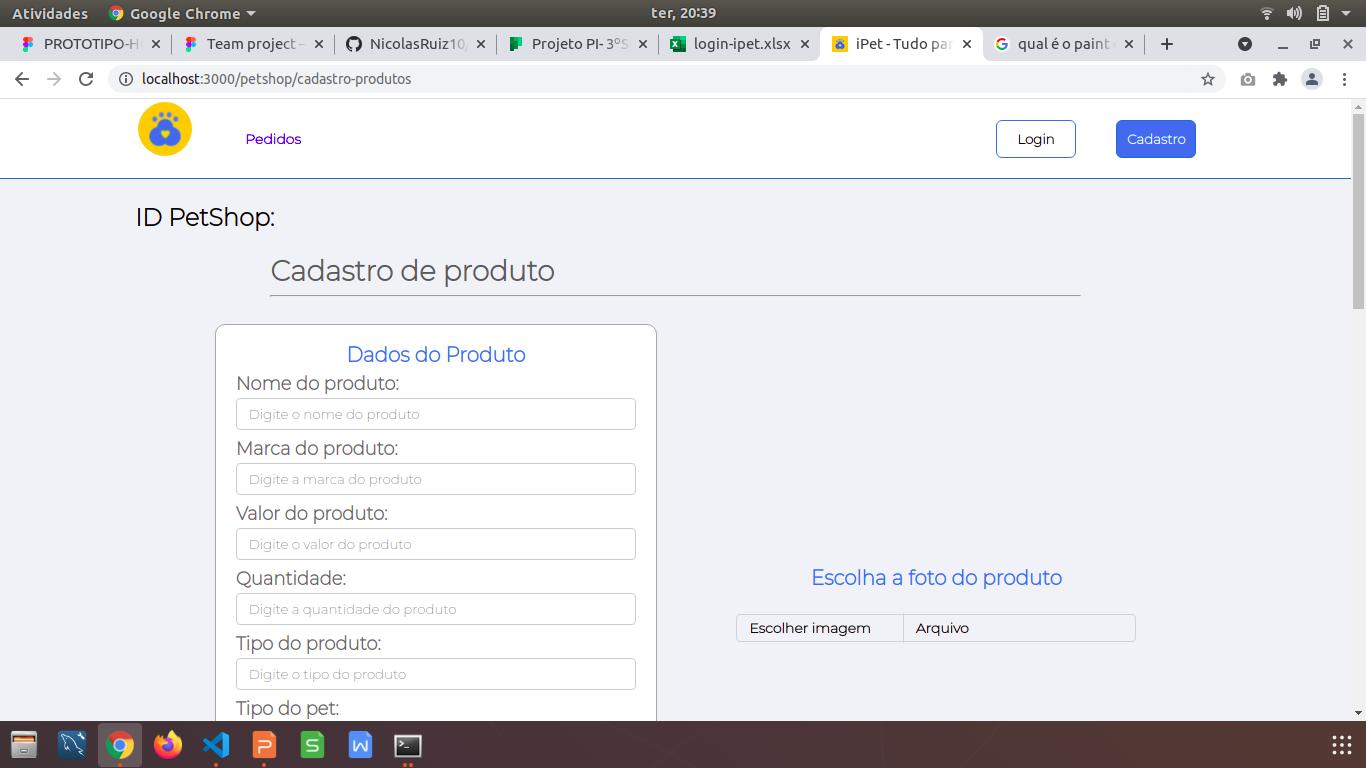 Atividades Google Chrome ter, 20:39
PROTOTIPO-H Team project – NicolasRuiz10/ Projeto PI- 3ºS login-ipet.xlsx iPet - Tudo par qual é o paint
localhost:3000/petshop/cadastro-produtos
Pedidos Login Cadastro
ID PetShop:
Cadastro de produto
Dados do Produto
Nome do produto:
Digite o nome do produto
Marca do produto:
Digite a marca do produto
Valor do produto:
Digite o valor do produto
Quantidade:
Digite a quantidade do produto
Tipo do produto:
Digite o tipo do produto
Tipo do pet:
Escolha a foto do produto
Escolher imagem Arquivo